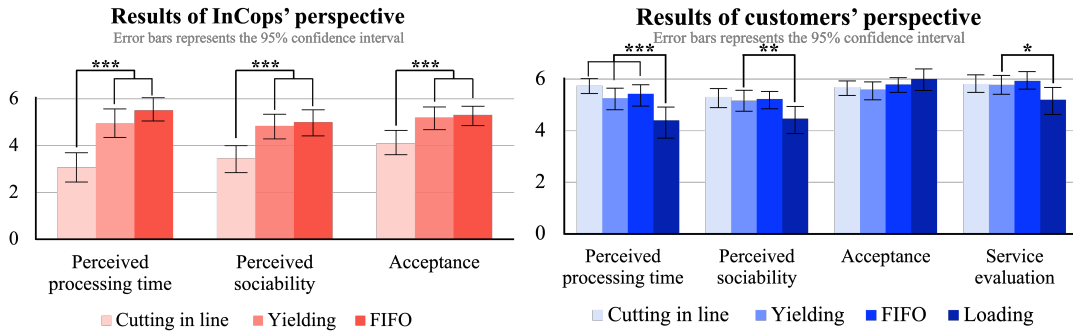 Results of InCops’ perspective
Error bars represents the 95% confidence interval
***
***
***
6
4
2
0
Perceived
processing time
Perceived
sociability
Acceptance
Cutting in line
Yielding
FIFO
Results of customers’ perspective
Error bars represents the 95% confidence interval
***
**
*
6
4
2
0
Perceived
processing time
Perceived
sociability
Acceptance
Service
evaluation
Cutting in line
Yielding
FIFO
Loading